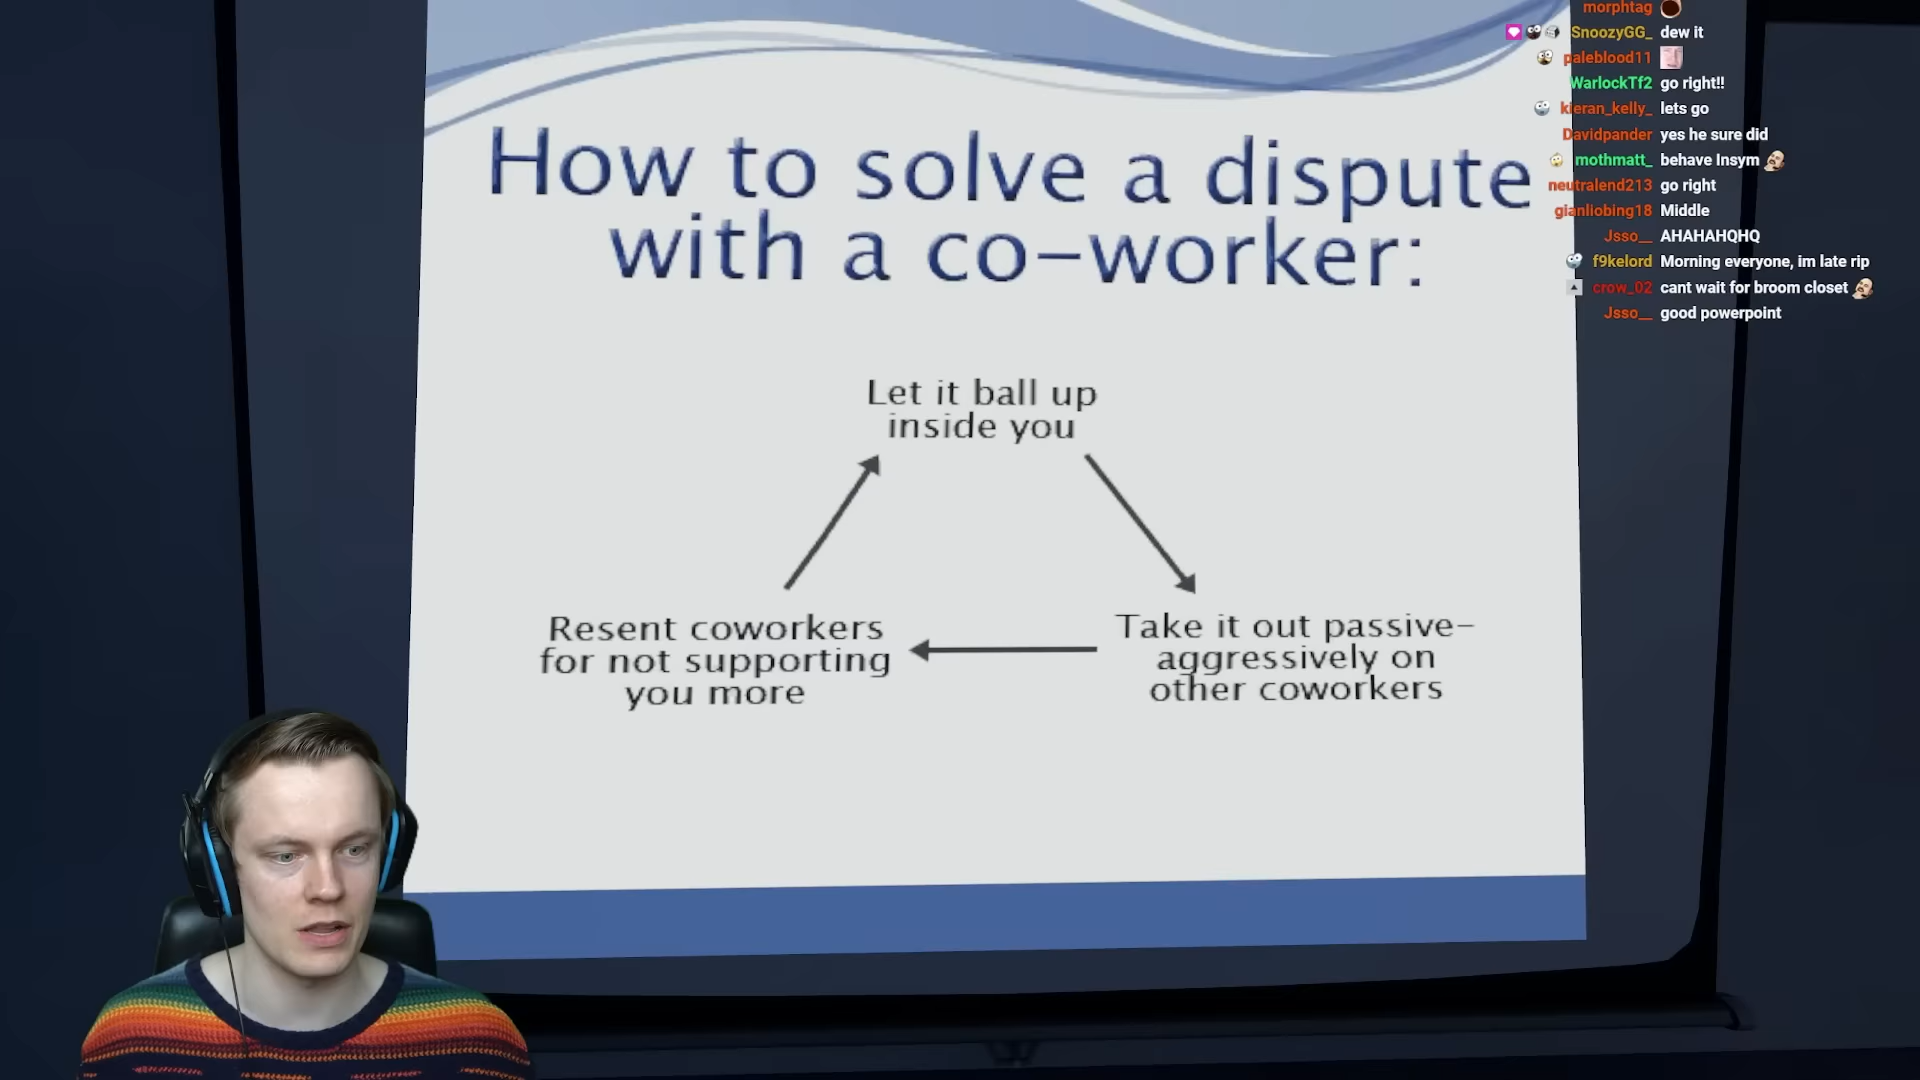 How to solve a dispute
with a co-worker:
Let it ball up
inside you
Take it out passive-
aggressively on
other coworkers
Resent coworkers
for not supporting
you more
morphtag
SnoozyGG_ dew it
paleblood11
WarlockTf2 go right!!
kieran_kelly_ lets go
Davidpander yes he sure did
mothmatt_ behave Insym
neutralend213 go right
gianliobing18 Middle
Jsso__ AHAHAHQHQ
f9kelord Morning everyone, im late rip
crow_02 cant wait for broom closet
Jsso__ good powerpoint